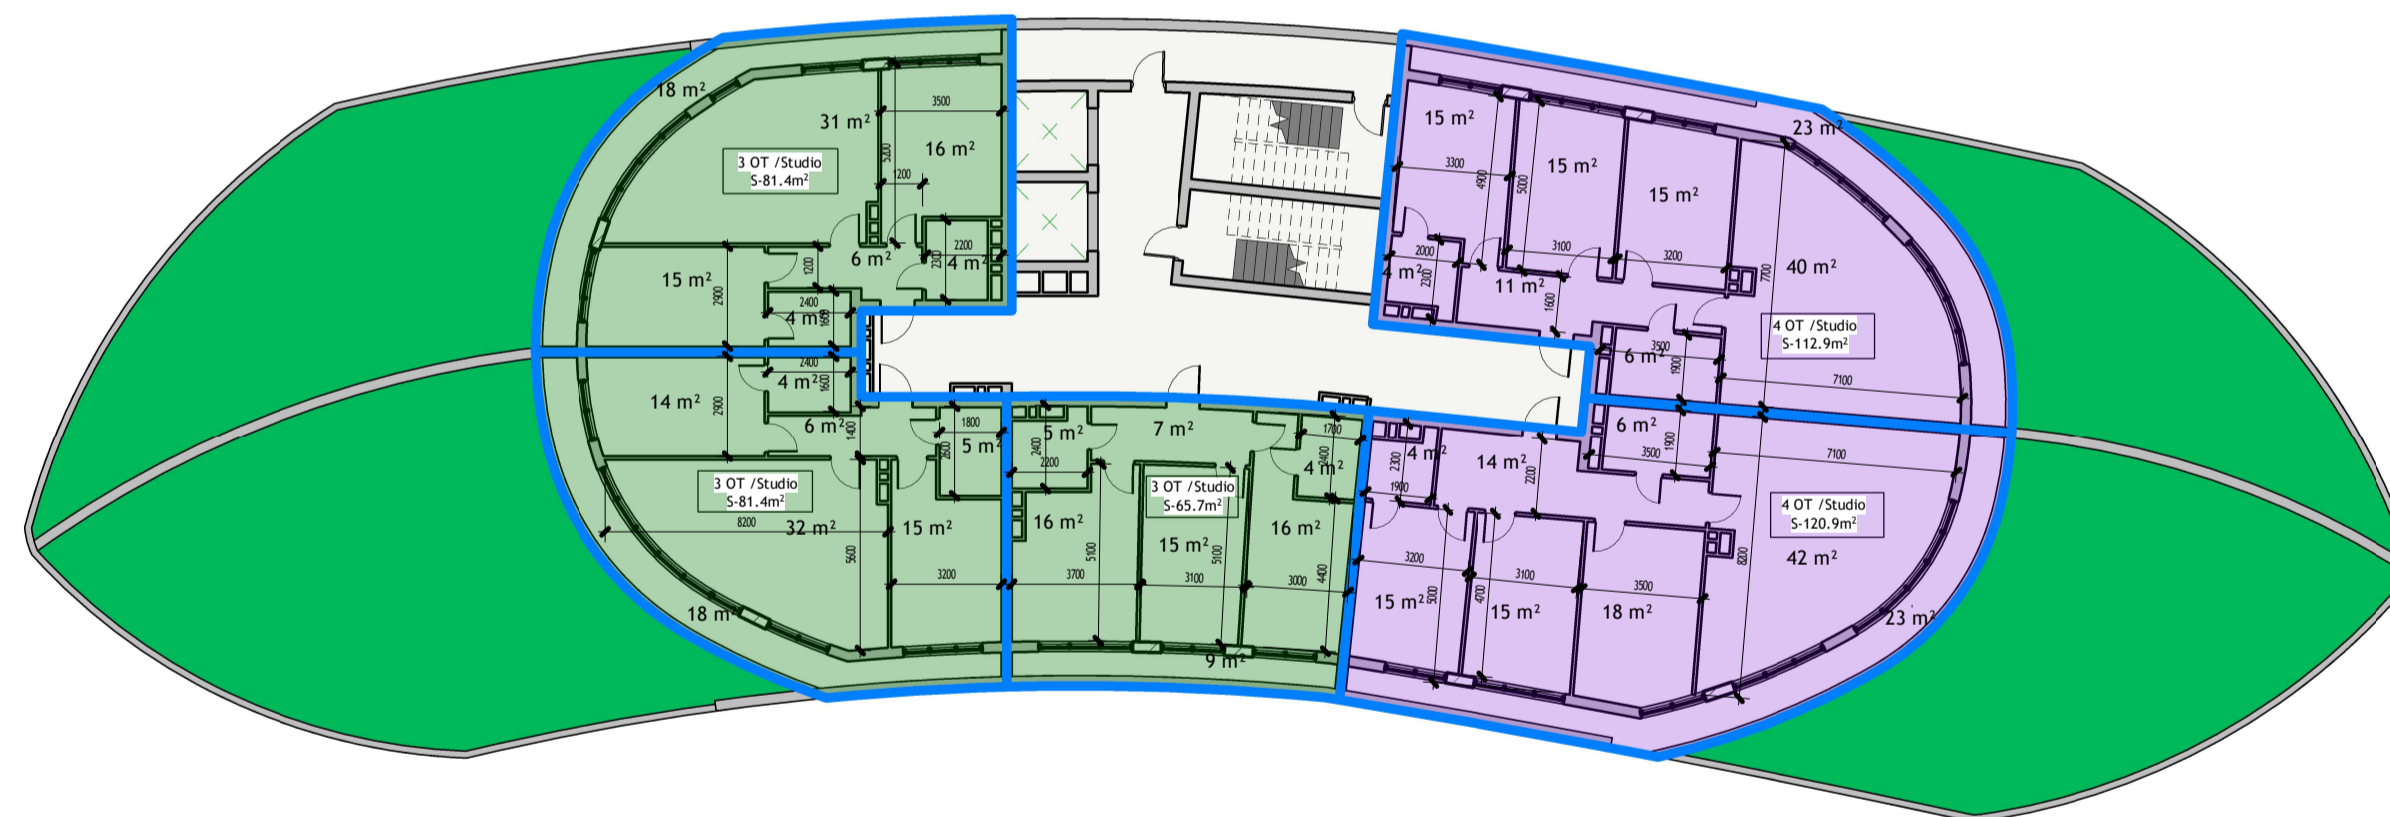 18 m²
31 m²
3500
16 m²
5200
1200
3 OT /Studio
S-81.4m²
15 m²
2900
1200
6 m²
2300
2200
4 m²
2400
4 m²
1600
2400
4 m²
1600
14 m²
2900
6 m²
1400
1800
5 m²
2600
3 OT /Studio
S-81.4m²
8200
32 m²
15 m²
5600
3200
18 m²
5 m²
2400
2200
7 m²
1700
2400
4 m²
3 OT /Studio
S-65.7m²
16 m²
15 m²
16 m²
5100
5100
4400
3700
3100
3000
9 m²
15 m²
3300
4900
5000
15 m²
15 m²
23 m²
2000
2300
4 m²
11 m²
1600
3100
3200
7700
40 m²
4 OT /Studio
S-112.9m²
3500
6 m²
1900
7100
6 m²
1900
3500
7100
4 m²
2300
1900
14 m²
2200
4 OT /Studio
S-120.9m²
42 m²
8200
3200
3100
3500
15 m²
5000
4700
15 m²
18 m²
23 m²